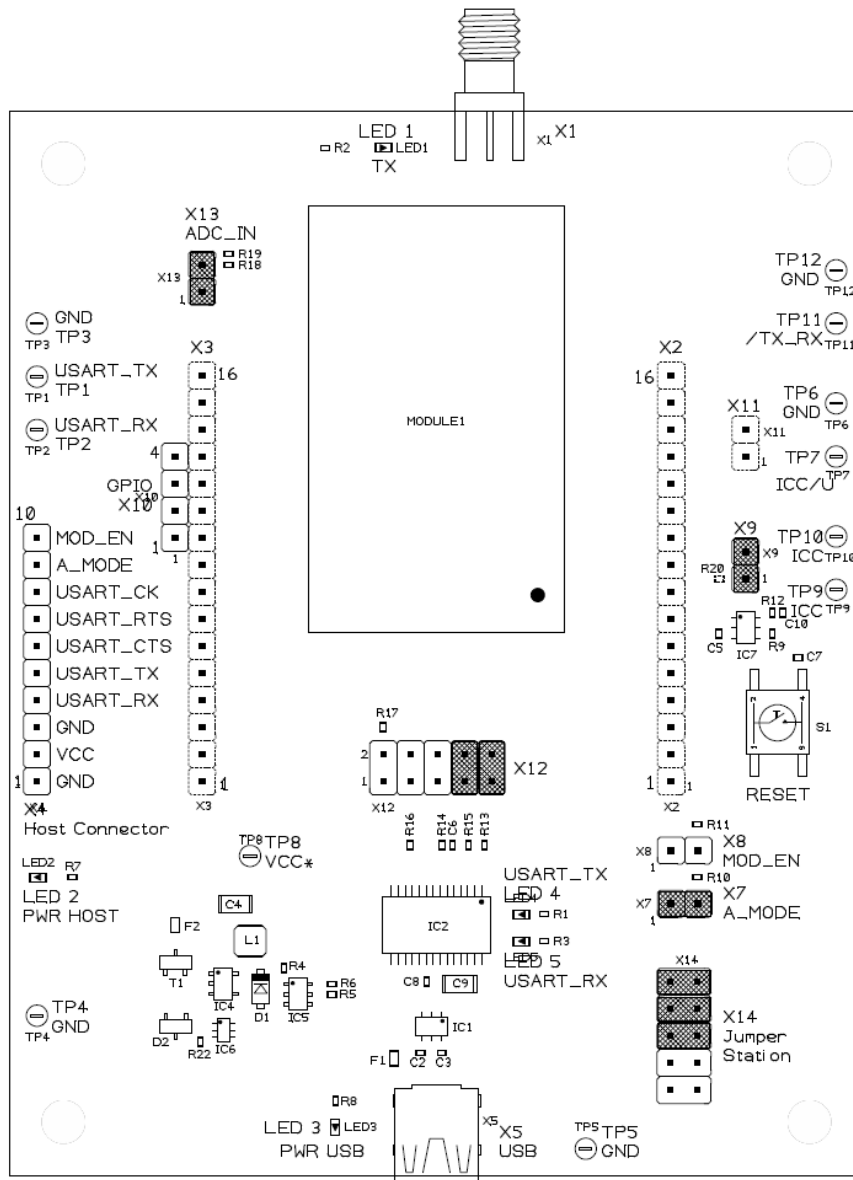 LED 1
X1 X1
R2 LED1
TX
X13
ADC_IN
R19
R18
X13
1
TP12
GND
TP12
GND
TP3
TP3
TP11
/TX_RX TP11
X3
X2
USART_TX
TP1
TP1
16
16
TP6
GND
TP6
X11
USART_RX
TP2
TP2
MODULE1
X11
4
1
TP7
TP7
GPIO
X10
X10
ICC/U
10
1
1
MOD_EN
X9
X9
TP10
ICC TP10
A_MODE
R20
1
TP9
ICC
TP9
USART_CK
R12
C10
USART_RTS
C5
IC7
R9
USART_CTS
C7
USART_TX
2 4
USART_RX
S1
GND
R17
1
VCC
2
X12
1 GND
1
1
1 1
X4
X3
X12
X2
RESET
Host Connector
R16
R14
C6
R15
R13
R11
TP8 TP8
VCC*
X8
1
X8
MOD_EN
LED2 R7
LED 2
PWR HOST
USART_TX
LED 4
LED4 R1
R10
X7
1
X7
A_MODE
C4
F2
L1
IC2
R3
LED5
LED 5
USART_RX
T1
R4
IC4
D1
IC5
R6
R5
C8
C9
X14
TP4
GND
TP4
D2
R22
IC6
IC1
X14
Jumper
Station
F1
C2
C3
R8
LED 3 LED3
PWR USB
X5
X5
USB
TP5 TP5
GND